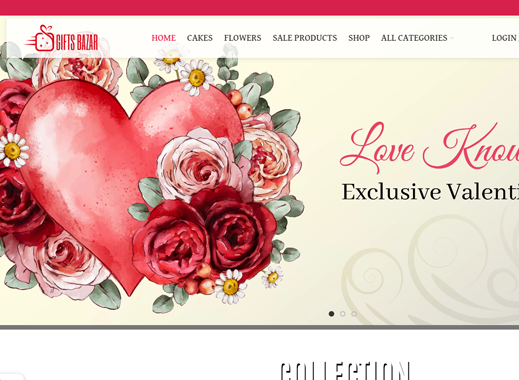 GIFTS BAZAR
HOME CAKES FLOWERS SALE PRODUCTS SHOP ALL CATEGORIES LOGIN
Love Know
Exclusive Valenti
COLLECTION